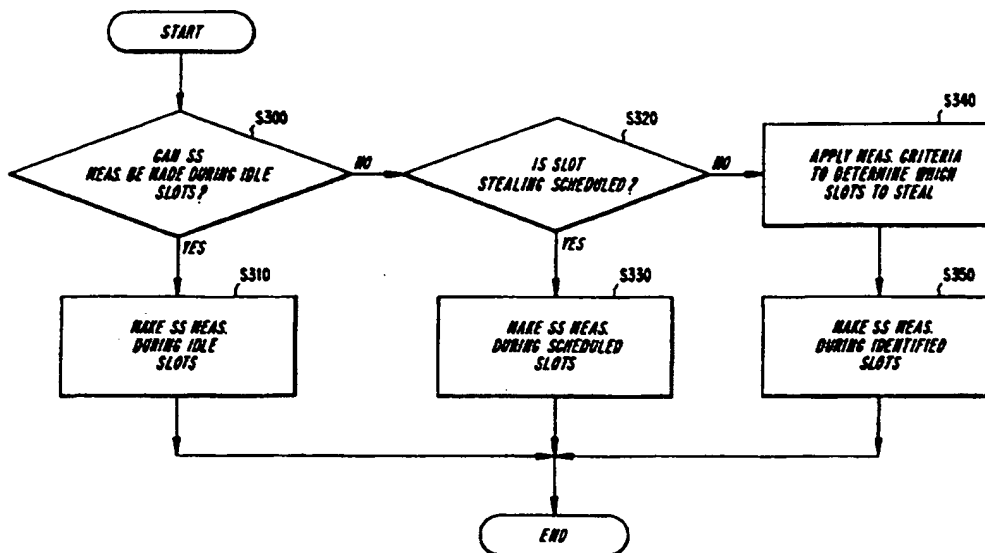 START
S300
CAN SS
MEAS. BE MADE DURING IDLE
SLOTS?
NO
YES
S320
IS SLOT
STEALING SCHEDULED?
NO
YES
S340
APPLY MEAS. CRITERIA
TO DETERMINE WHICH
SLOTS TO STEAL
S310
MAKE SS MEAS.
DURING IDLE
SLOTS
S330
MAKE SS MEAS.
DURING SCHEDULED
SLOTS
S350
MAKE SS MEAS.
DURING IDENTIFIED
SLOTS
END